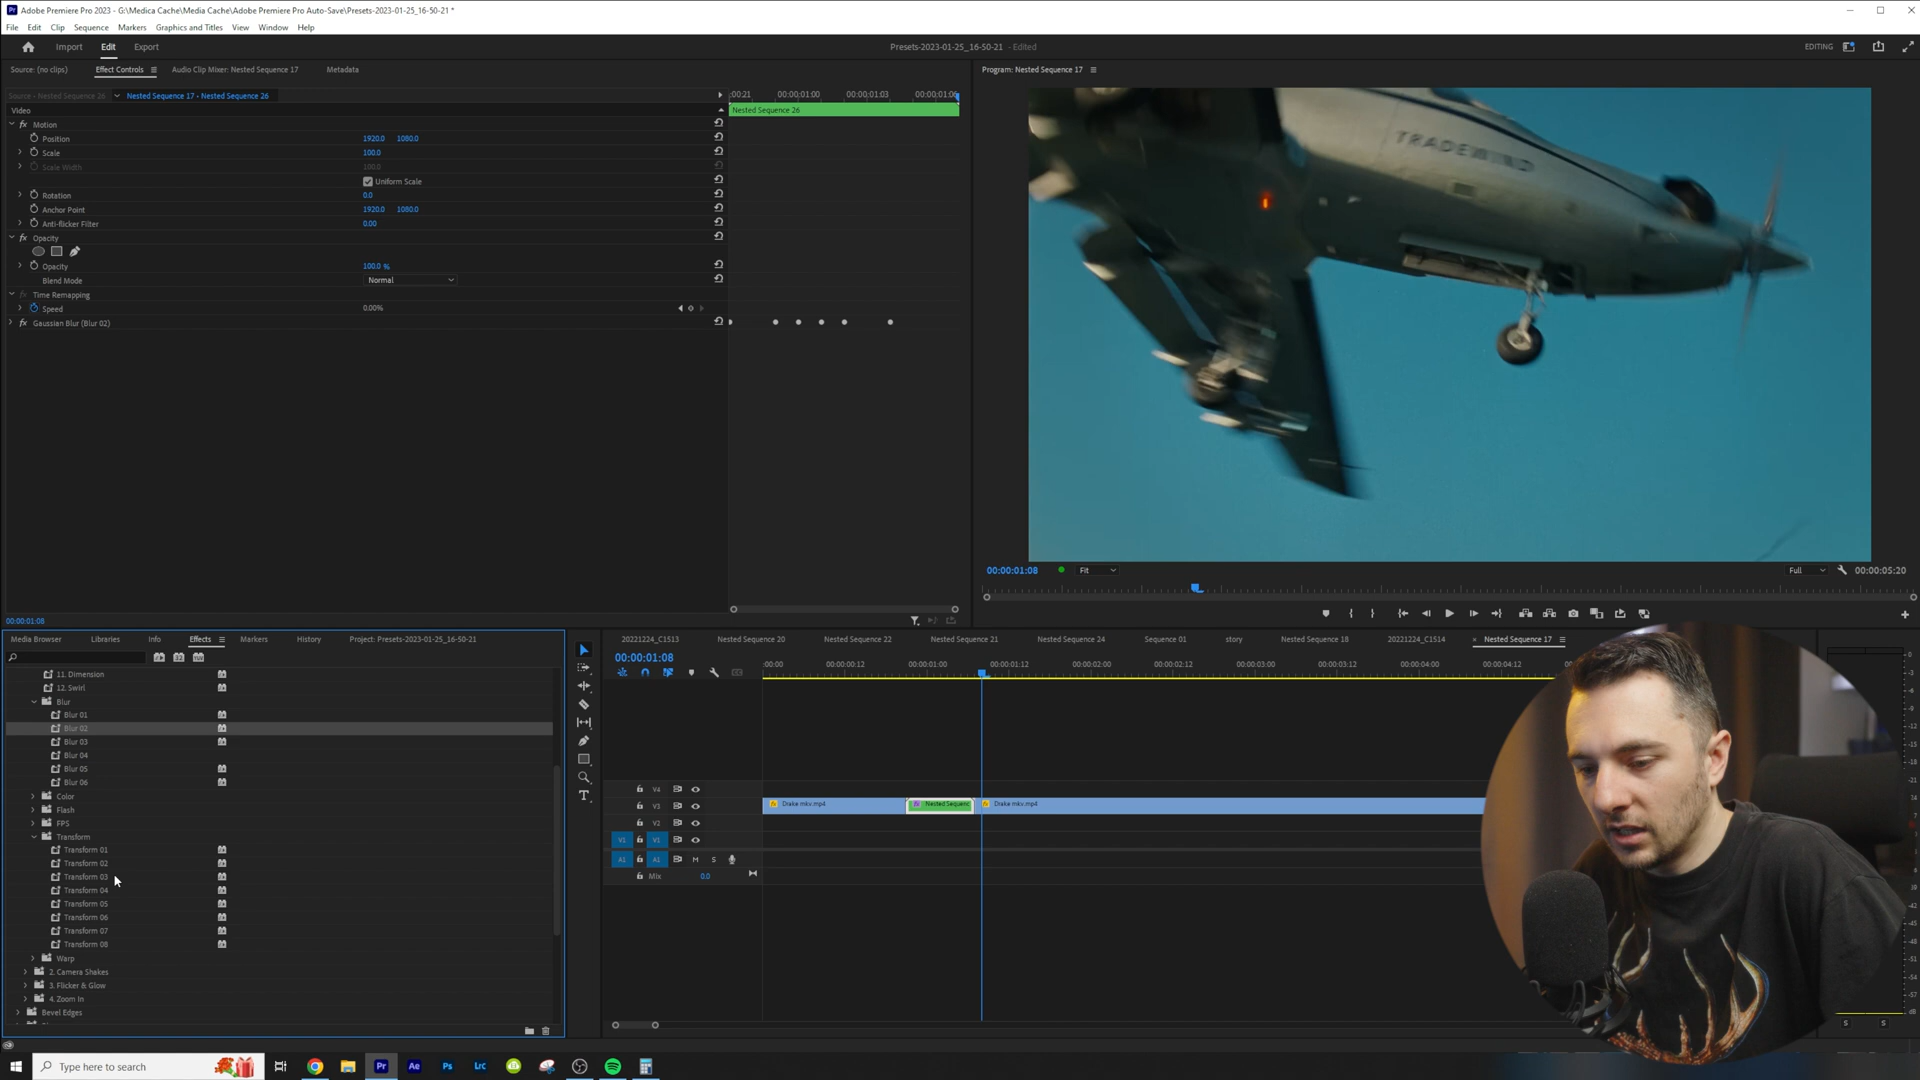 Adobe Premiere Pro 2023 - G:\Medica Cache\Media Cache\Adobe Premiere Pro Auto-Save\Presets-2023-01-25_16-50-21 *
File Edit Clip Sequence Markers Graphics and Titles View Window Help
Import Edit Export
Presets-2023-01-25_16-50-21 - Edited
EDITING
Source: (no clips) Effect Controls Audio Clip Mixer: Nested Sequence 17 Metadata
Program: Nested Sequence 17
Source - Nested Sequence 26 Nested Sequence 17 - Nested Sequence 26
:00:21 00:00:01:00 00:00:01:03 00:00:01:06
Video
Nested Sequence 26
fx Motion
Position 1920.0 1080.0
Scale 100.0
Scale Width 100.0
Uniform Scale
Rotation 0.0
Anchor Point 1920.0 1080.0
Anti-flicker Filter 0.00
fx Opacity
Opacity 100.0 %
Blend Mode Normal
fx Time Remapping
Speed 0.00%
fx Gaussian Blur (Blur 02)
TRADEWIND
00:00:01:08 Fit Full 00:00:05:20
00:00:01:08
Media Browser Libraries Info Effects Markers History Project: Presets-2023-01-25_16-50-21
11. Dimension
12. Swirl
Blur
Blur 01
Blur 02
Blur 03
Blur 04
Blur 05
Blur 06
Color
Flash
FPS
Transform
Transform 01
Transform 02
Transform 03
Transform 04
Transform 05
Transform 06
Transform 07
Transform 08
Warp
2. Camera Shakes
3. Flicker & Glow
4. Zoom In
Bevel Edges
20221224_C1513 Nested Sequence 20 Nested Sequence 22 Nested Sequence 21 Nested Sequence 24 Sequence 01 story Nested Sequence 18 20221224_C1514 × Nested Sequence 17
00:00:01:08
:00:00 00:00:00:12 00:00:01:00 00:00:01:12 00:00:02:00 00:00:02:12 00:00:03:00 00:00:03:12 00:00:04:00 00:00:04:12
V4
V3 Drake mkv.mp4 Nested Sequenc Drake mkv.mp4
V2
V1 V1
A1 A1 M S
Mix 0.0
0
S S
Type here to search
Pr Ae Ps Lrc